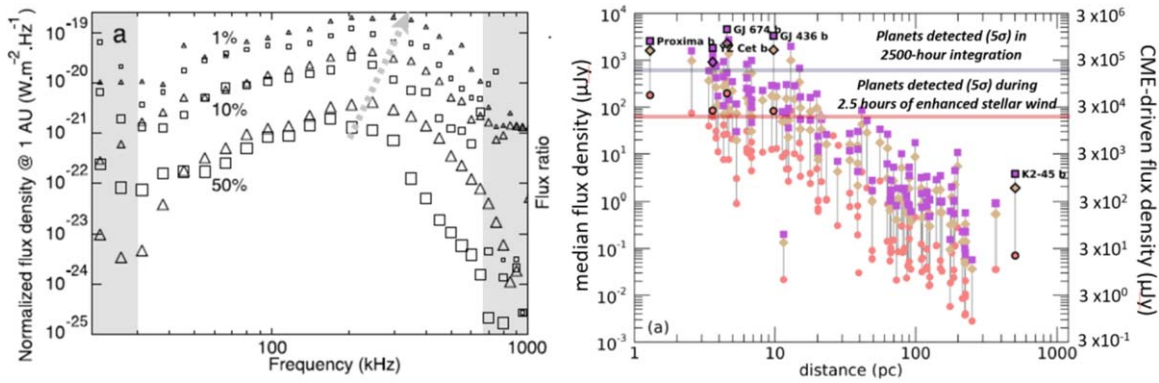 Normalized flux density @ 1 AU (W.m⁻².Hz⁻¹)
10⁻¹⁹
10⁻²⁰
10⁻²¹
10⁻²²
10⁻²³
10⁻²⁴
10⁻²⁵
a
1%
10%
50%
100
1000
Frequency (kHz)
Flux ratio
median flux density (μJy)
10⁴
10³
10²
10¹
10⁰
10⁻¹
10⁻²
10⁻³
Proxima b
YZ Cet b
GJ 674 b
GJ 436 b
K2-45 b
Planets detected (5σ) in
2500-hour integration
Planets detected (5σ) during
2.5 hours of enhanced stellar wind
(a)
1
10
100
1000
distance (pc)
3 x10⁶
3 x10⁵
3 x10⁴
3 x10³
3 x10²
3 x10¹
3 x10⁰
3 x10⁻¹
CME-driven flux density (μJy)